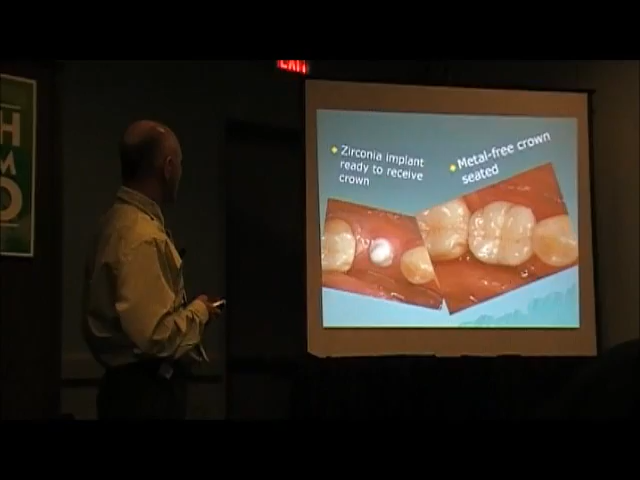 EXIT
H
M
O
Zirconia implant
ready to receive
crown
Metal-free crown
seated